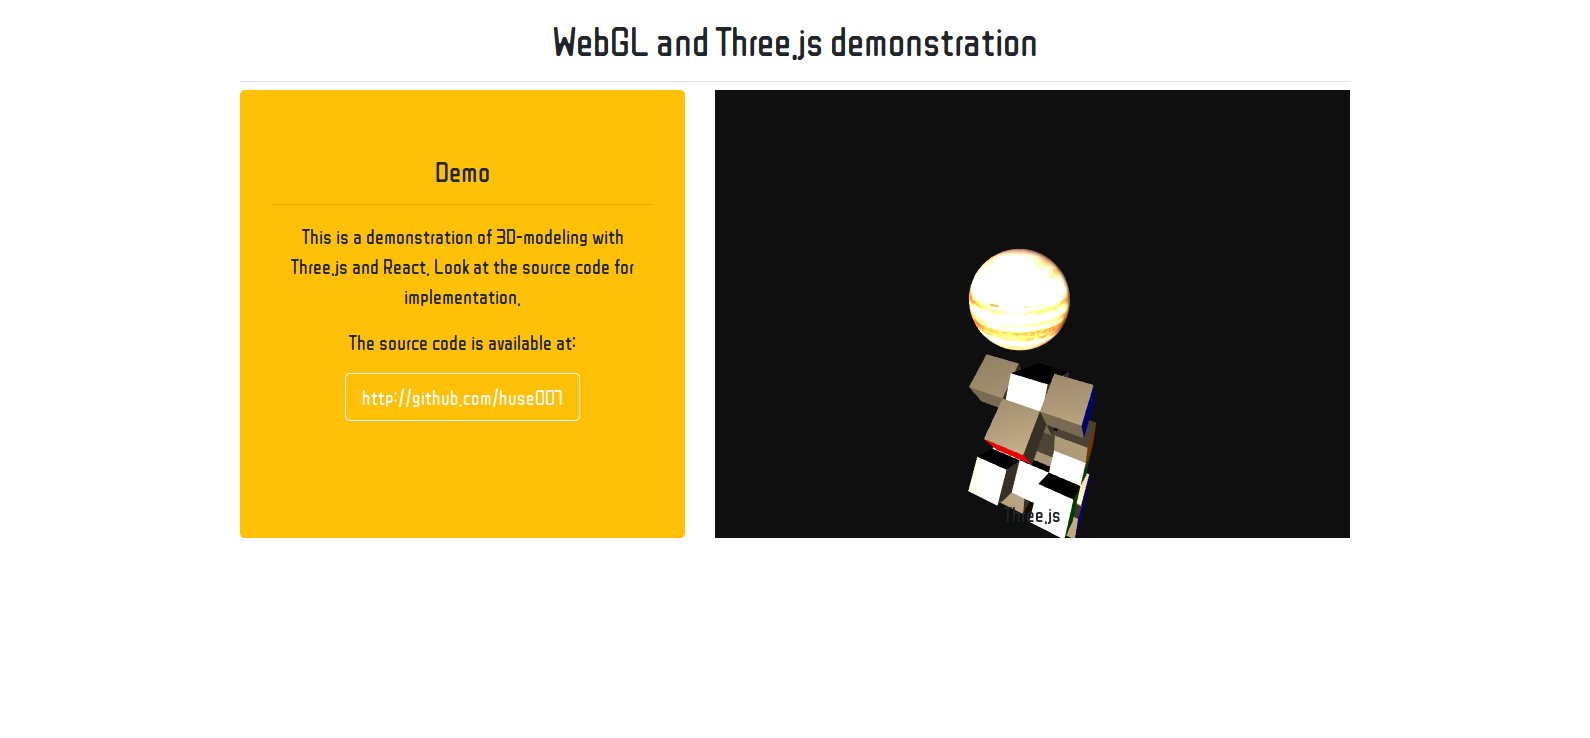 WebGL and Three.js demonstration
Demo
This is a demonstration of 3D-modeling with
Three.js and React. Look at the source code for
implementation.
The source code is available at:
http://github.com/huse007
Three.js